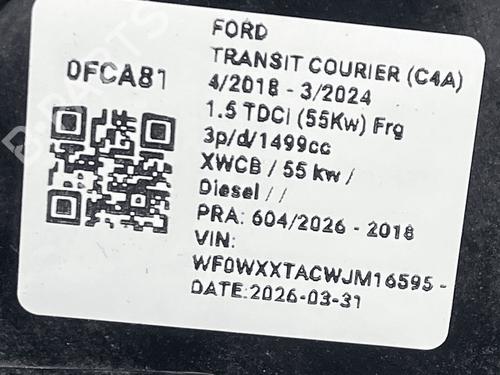 0FCA81
FORD
TRANSIT COURIER (C4A)
4/2018 - 3/2024
1.5 TDCi (55Kw) Frg
3p/d/1499cc
XWCB / 55 kw /
Diesel / /
PRA: 604/2026 - 2018
VIN:
WF0WXXTACWJM16595 -
DATE:2026-03-31
B-PARTS